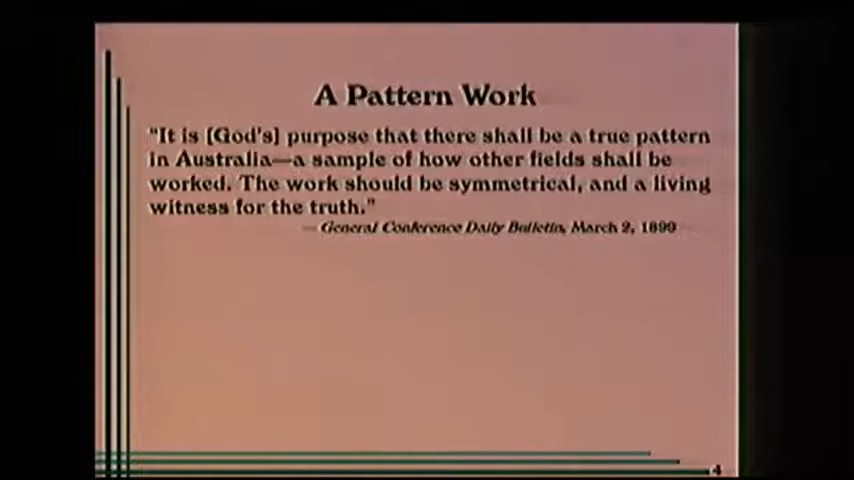 A Pattern Work
"It is [God's] purpose that there shall be a true pattern
in Australia—a sample of how other fields shall be
worked. The work should be symmetrical, and a living
witness for the truth."
— General Conference Daily Bulletin, March 2, 1899
4